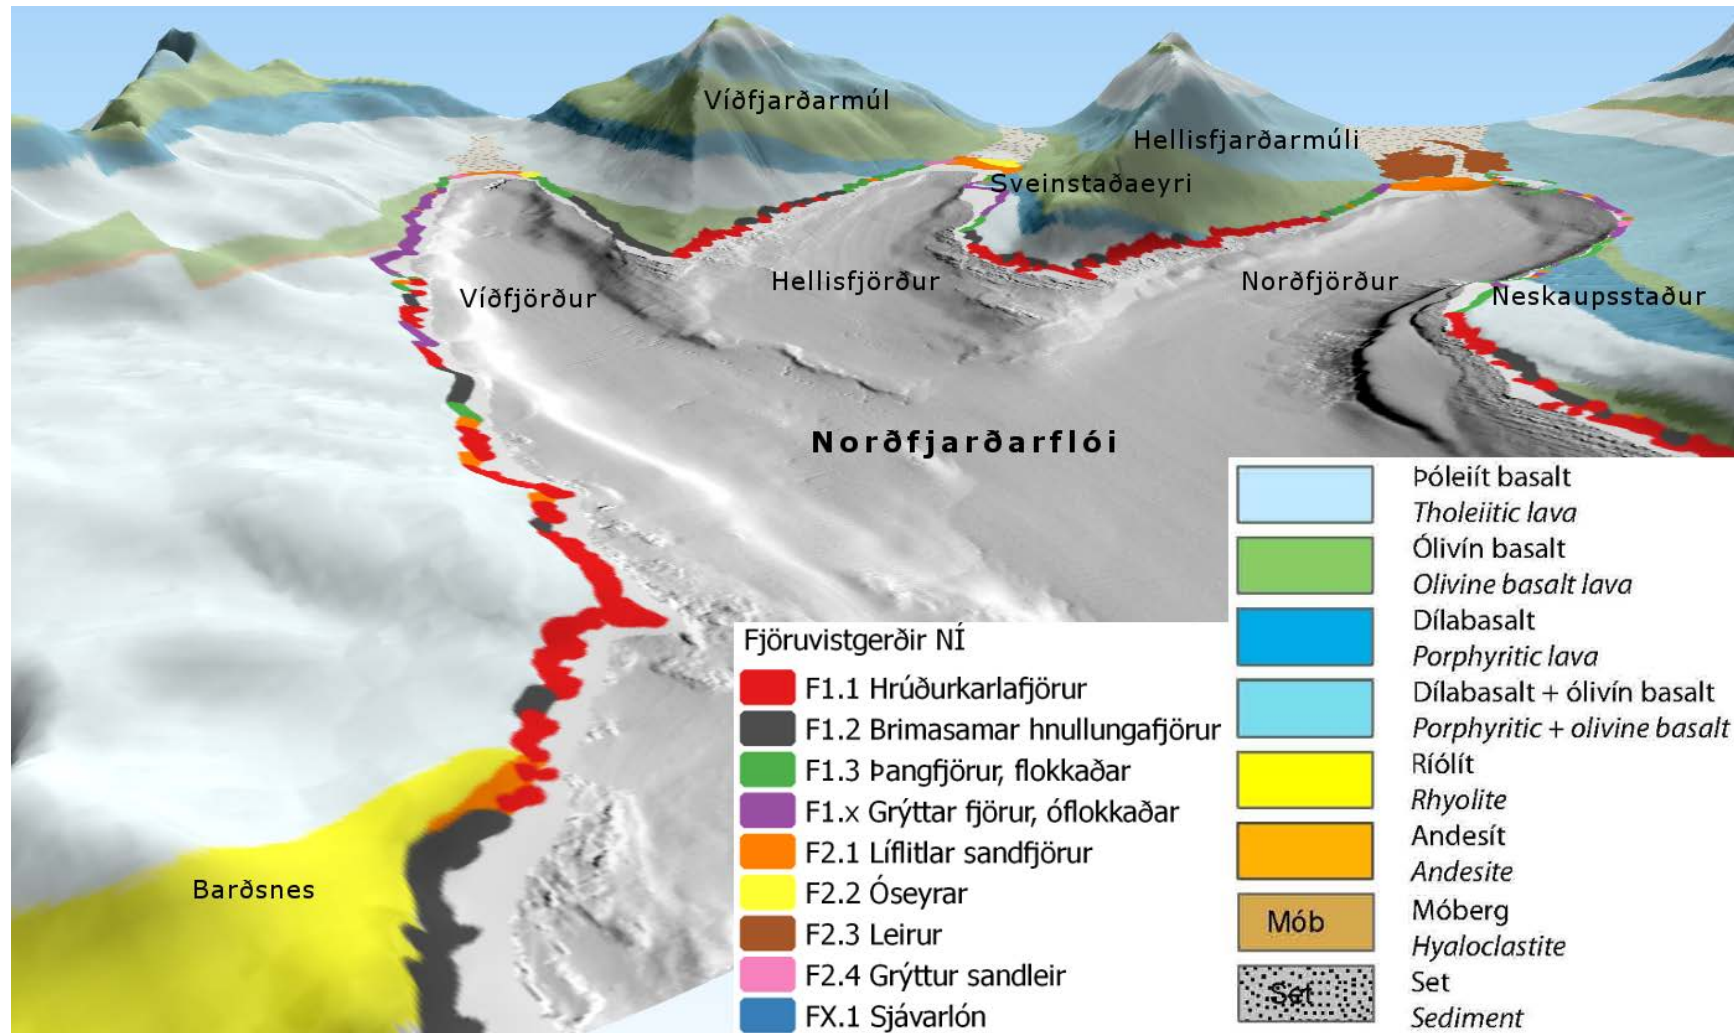 Víðfjarðarmúl
Hellisfjarðarmúli
Sveinstaðaeyri
Víðfjörður
Hellisfjörður
Norðfjörður
Neskaupsstaður
Norðfjarðarflói
Barðsnes
Fjöruvistgerðir NÍ
F1.1 Hrúðurkarlafjörur
F1.2 Brimasamar hnullungafjörur
F1.3 Þangfjörur, flokkaðar
F1.x Grýttar fjörur, óflokkaðar
F2.1 Líflitlar sandfjörur
F2.2 Óseyrar
F2.3 Leirur
F2.4 Grýttur sandleir
FX.1 Sjávarlón
Þóleiít basalt
Tholeiitic lava
Ólivín basalt
Olivine basalt lava
Dílabasalt
Porphyritic lava
Dílabasalt + ólivín basalt
Porphyritic + olivine basalt
Ríólít
Rhyolite
Andesít
Andesite
Mób
Móberg
Hyaloclastite
Set
Set
Sediment